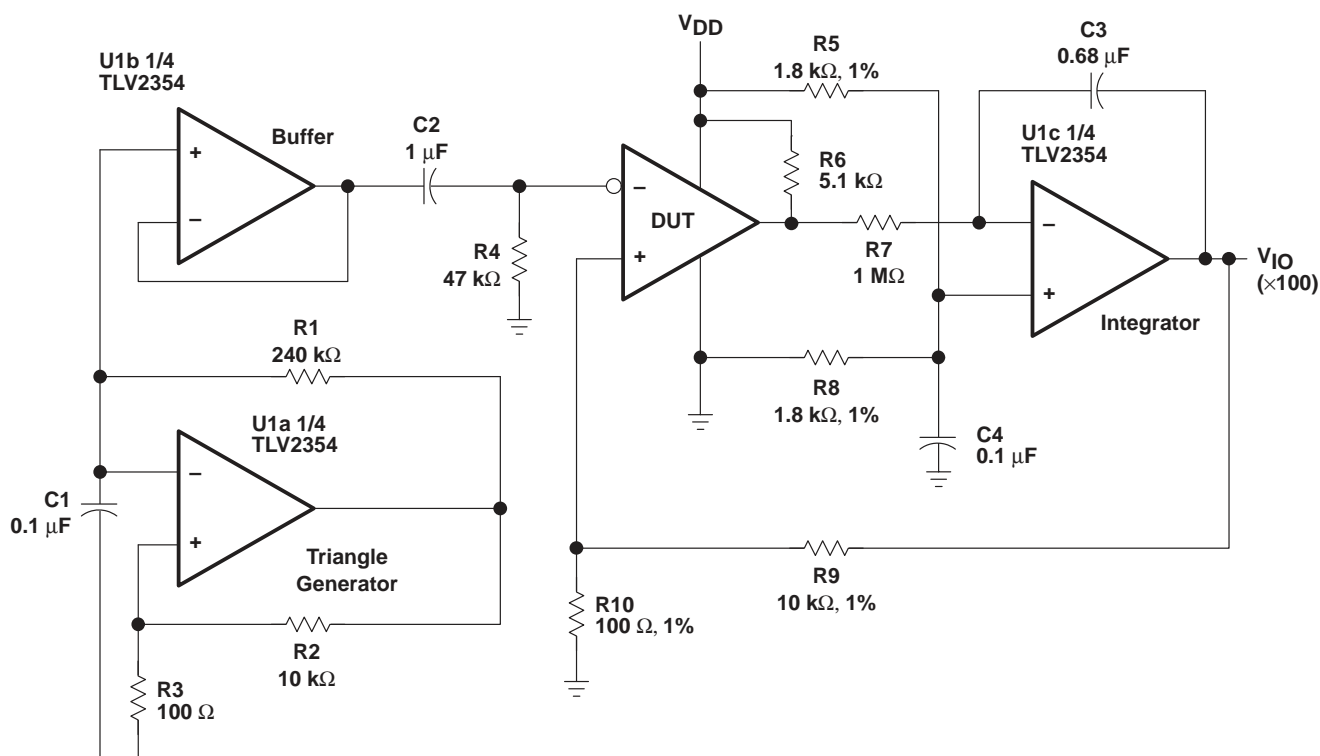 U1b 1/4
TLV2354
Buffer
+
−
C2
1 μF
R4
47 kΩ
VDD
R5
1.8 kΩ, 1%
R6
5.1 kΩ
−
DUT
+
R7
1 MΩ
C3
0.68 μF
U1c 1/4
TLV2354
−
+
Integrator
VIO
(×100)
R8
1.8 kΩ, 1%
C4
0.1 μF
R1
240 kΩ
U1a 1/4
TLV2354
−
+
C1
0.1 μF
Triangle
Generator
R2
10 kΩ
R3
100 Ω
R9
10 kΩ, 1%
R10
100 Ω, 1%